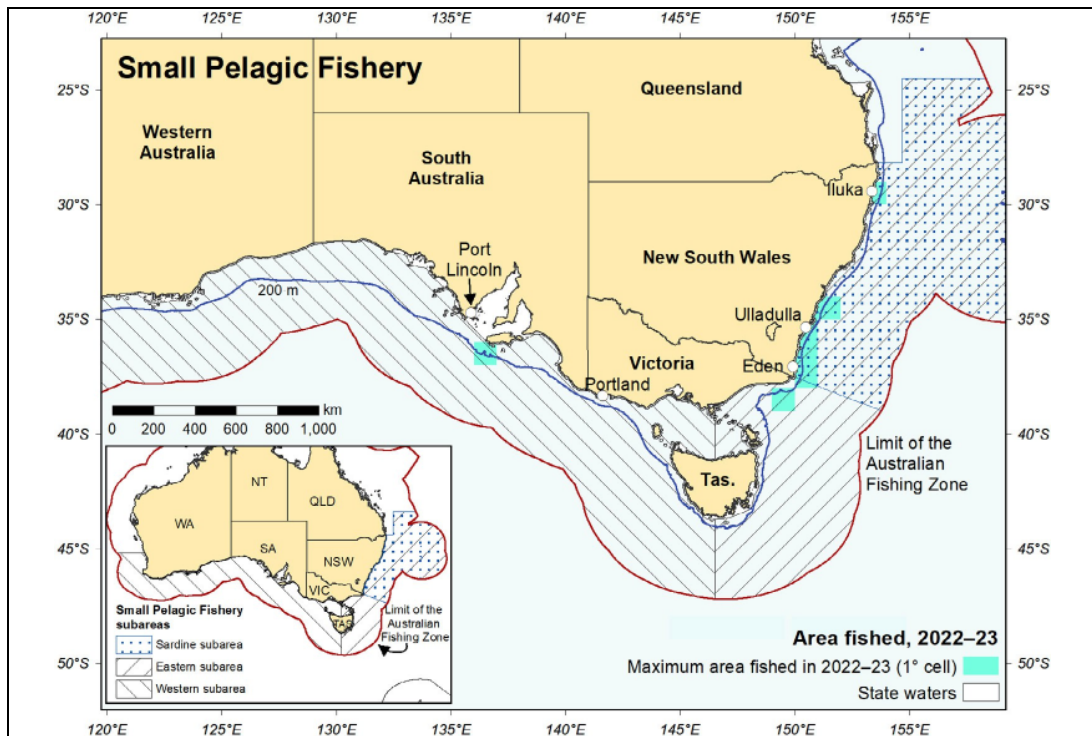 120°E 125°E 130°E 135°E 140°E 145°E 150°E 155°E
Small Pelagic Fishery
Queensland
25°S 25°S
Western
Australia
South
Australia
Iluka
30°S 30°S
Port
Lincoln
New South Wales
200 m
Ulladulla
35°S 35°S
Victoria
Eden
Portland
km
0 200 400 600 800 1,000
40°S 40°S
Limit of the
Australian
Fishing Zone
Tas.
NT
QLD
WA
SA
NSW
VIC
TAS
45°S 45°S
Small Pelagic Fishery
subareas
Limit of the
Australian
Fishing Zone
Sardine subarea
Eastern subarea
Western subarea
Area fished, 2022–23
Maximum area fished in 2022–23 (1° cell)
State waters
50°S 50°S
120°E 125°E 130°E 135°E 140°E 145°E 150°E 155°E